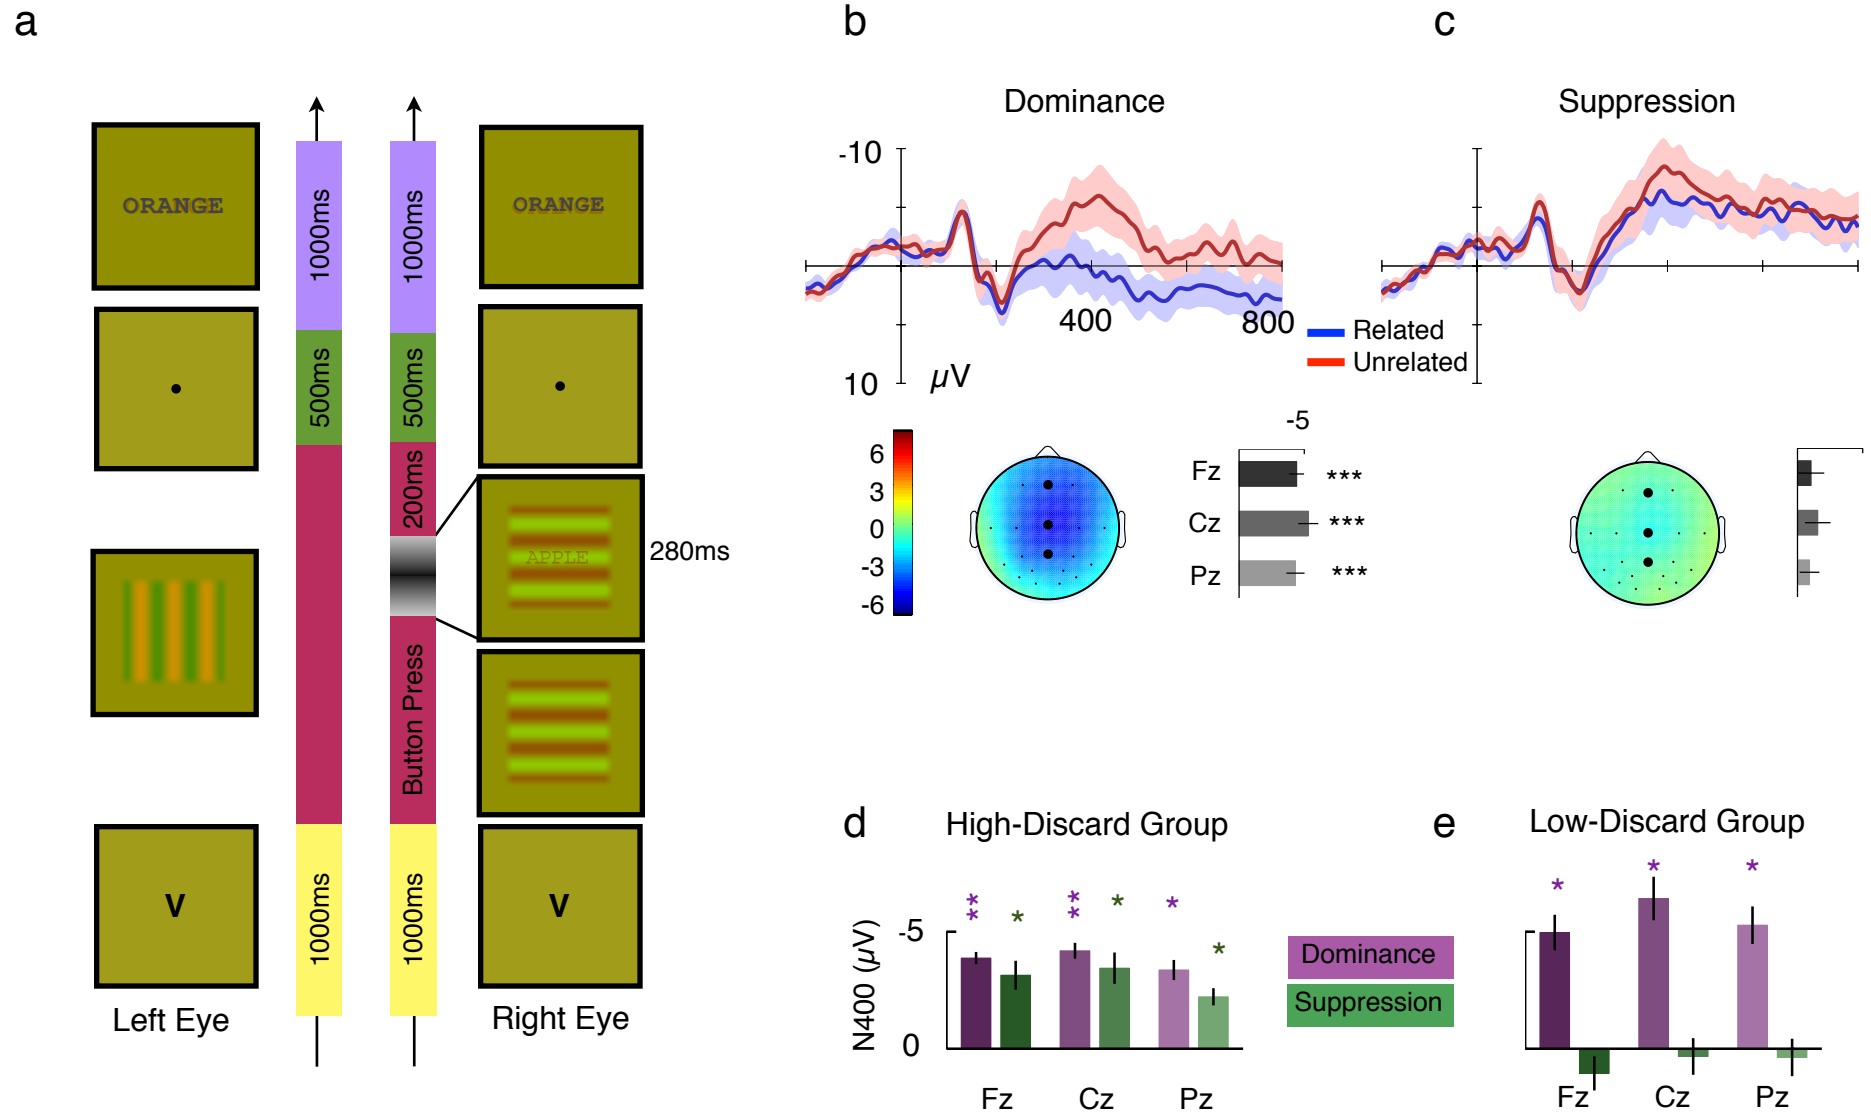 a
ORANGE
ORANGE
1000ms
1000ms
500ms
500ms
200ms
APPLE
280ms
Button Press
V
V
1000ms
1000ms
Left Eye
Right Eye
b
Dominance
-10
10
µV
400
800
Related
Unrelated
c
Suppression
6
3
0
-3
-6
-5
Fz
***
Cz
***
Pz
***
d
High-Discard Group
** * ** * * *
-5
N400 (µV)
0
Fz Cz Pz
Dominance
Suppression
e
Low-Discard Group
* * *
Fz Cz Pz